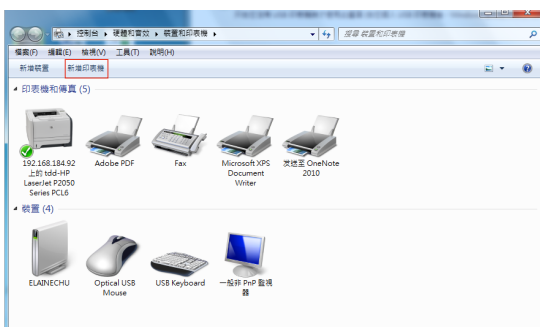 控制台 ▸ 硬體和音效 ▸ 裝置和印表機 ▸
搜尋 裝置和印表機
檔案(F) 編輯(E) 檢視(V) 工具(T) 說明(H)
新增裝置 新增印表機
印表機和傳真 (5)
192.168.184.92
上的 tdd-HP
LaserJet P2050
Series PCL6
Adobe PDF
Fax
Microsoft XPS
Document
Writer
发送至 OneNote
2010
裝置 (4)
ELAINECHU
Optical USB
Mouse
USB Keyboard
一般非 PnP 監視
器